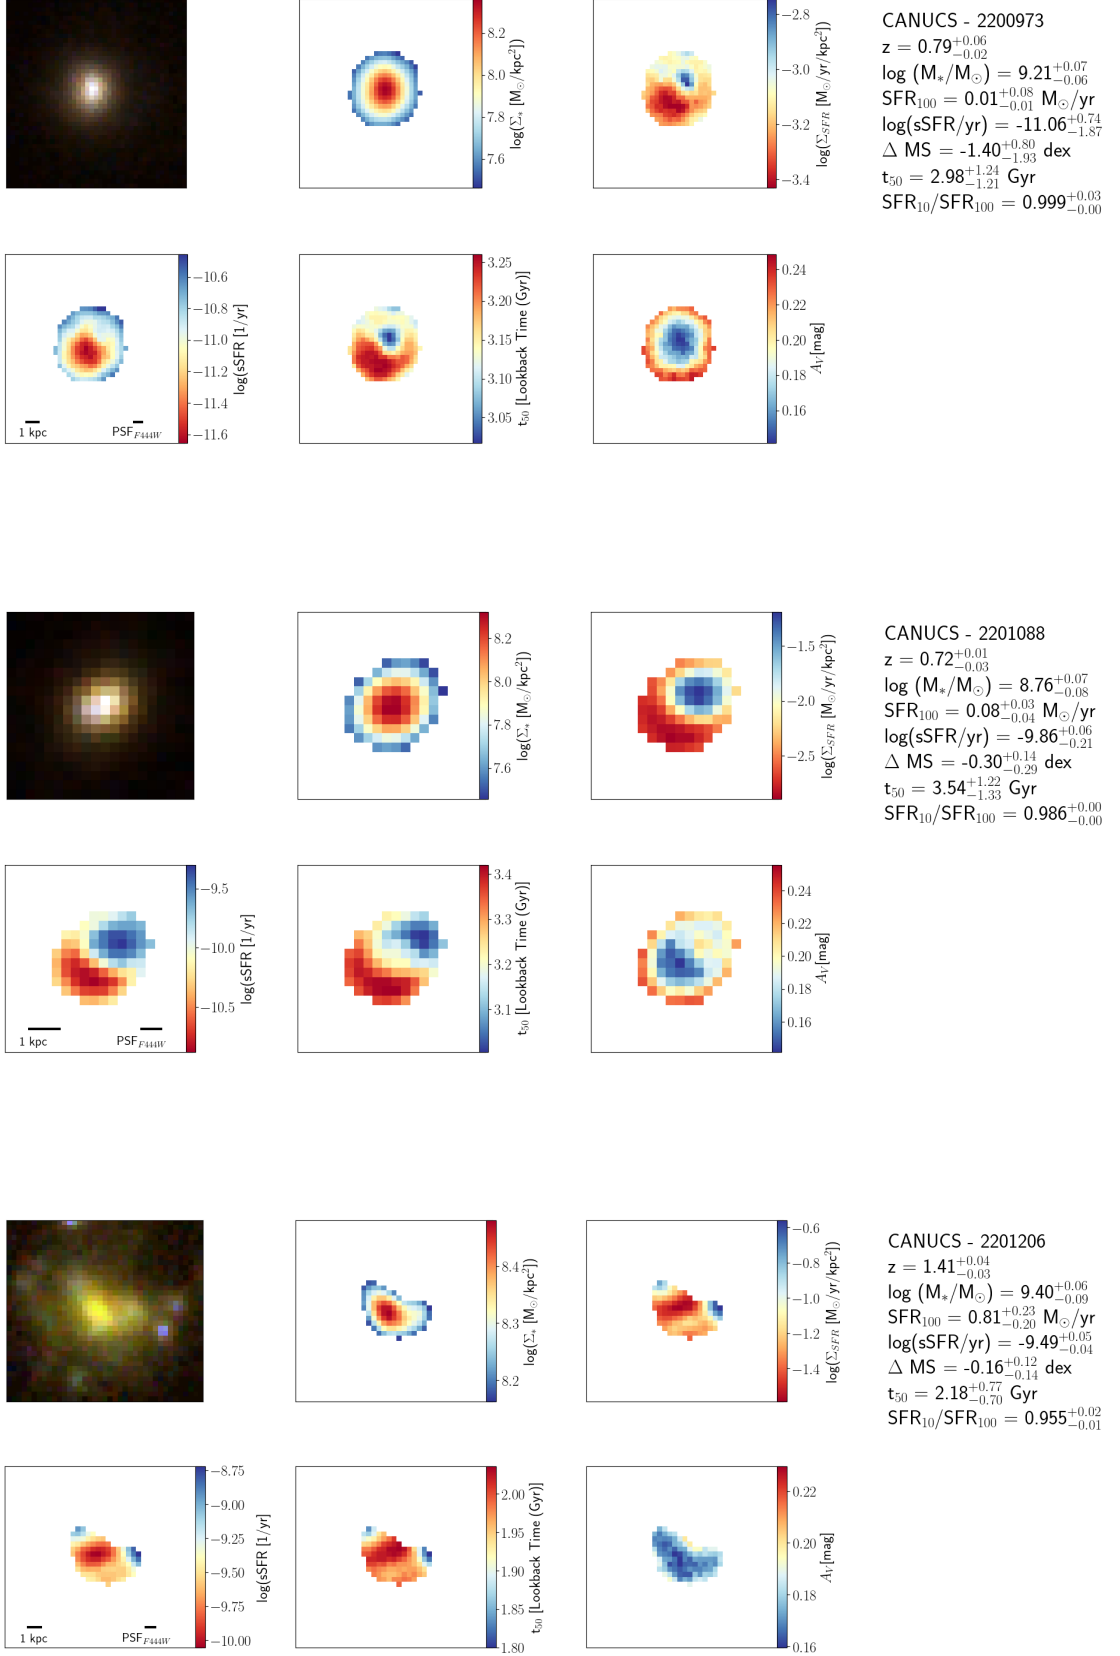 8.2
8.0
7.8
7.6
log(Σ* [M⊙/kpc²])
−2.8
−3.0
−3.2
−3.4
log(Σ_SFR [M⊙/yr/kpc²])
CANUCS - 2200973
z = 0.79^{+0.06}_{−0.02}
log (M*/M⊙) = 9.21^{+0.07}_{−0.06}
SFR₁₀₀ = 0.01^{+0.08}_{−0.01} M⊙/yr
log(sSFR/yr) = -11.06^{+0.74}_{−1.87}
Δ MS = -1.40^{+0.80}_{−1.93} dex
t₅₀ = 2.98^{+1.24}_{−1.21} Gyr
SFR₁₀/SFR₁₀₀ = 0.999^{+0.03}_{−0.00}
−10.6
−10.8
−11.0
−11.2
−11.4
−11.6
log(sSFR [1/yr])
1 kpc
PSF_F444W
3.25
3.20
3.15
3.10
3.05
t₅₀ [Lookback Time (Gyr)]
0.24
0.22
0.20
0.18
0.16
A_V[mag]
8.2
8.0
7.8
7.6
log(Σ* [M⊙/kpc²])
−1.5
−2.0
−2.5
log(Σ_SFR [M⊙/yr/kpc²])
CANUCS - 2201088
z = 0.72^{+0.01}_{−0.03}
log (M*/M⊙) = 8.76^{+0.07}_{−0.08}
SFR₁₀₀ = 0.08^{+0.03}_{−0.04} M⊙/yr
log(sSFR/yr) = -9.86^{+0.06}_{−0.21}
Δ MS = -0.30^{+0.14}_{−0.29} dex
t₅₀ = 3.54^{+1.22}_{−1.33} Gyr
SFR₁₀/SFR₁₀₀ = 0.986^{+0.00}_{−0.00}
−9.5
−10.0
−10.5
log(sSFR [1/yr])
1 kpc
PSF_F444W
3.4
3.3
3.2
3.1
t₅₀ [Lookback Time (Gyr)]
0.24
0.22
0.20
0.18
0.16
A_V[mag]
8.4
8.3
8.2
log(Σ* [M⊙/kpc²])
−0.6
−0.8
−1.0
−1.2
−1.4
log(Σ_SFR [M⊙/yr/kpc²])
CANUCS - 2201206
z = 1.41^{+0.04}_{−0.03}
log (M*/M⊙) = 9.40^{+0.06}_{−0.09}
SFR₁₀₀ = 0.81^{+0.23}_{−0.20} M⊙/yr
log(sSFR/yr) = -9.49^{+0.05}_{−0.04}
Δ MS = -0.16^{+0.12}_{−0.14} dex
t₅₀ = 2.18^{+0.77}_{−0.70} Gyr
SFR₁₀/SFR₁₀₀ = 0.955^{+0.02}_{−0.01}
−8.75
−9.00
−9.25
−9.50
−9.75
−10.00
log(sSFR [1/yr])
1 kpc
PSF_F444W
2.00
1.95
1.90
1.85
1.80
t₅₀ [Lookback Time (Gyr)]
0.22
0.20
0.18
0.16
A_V[mag]